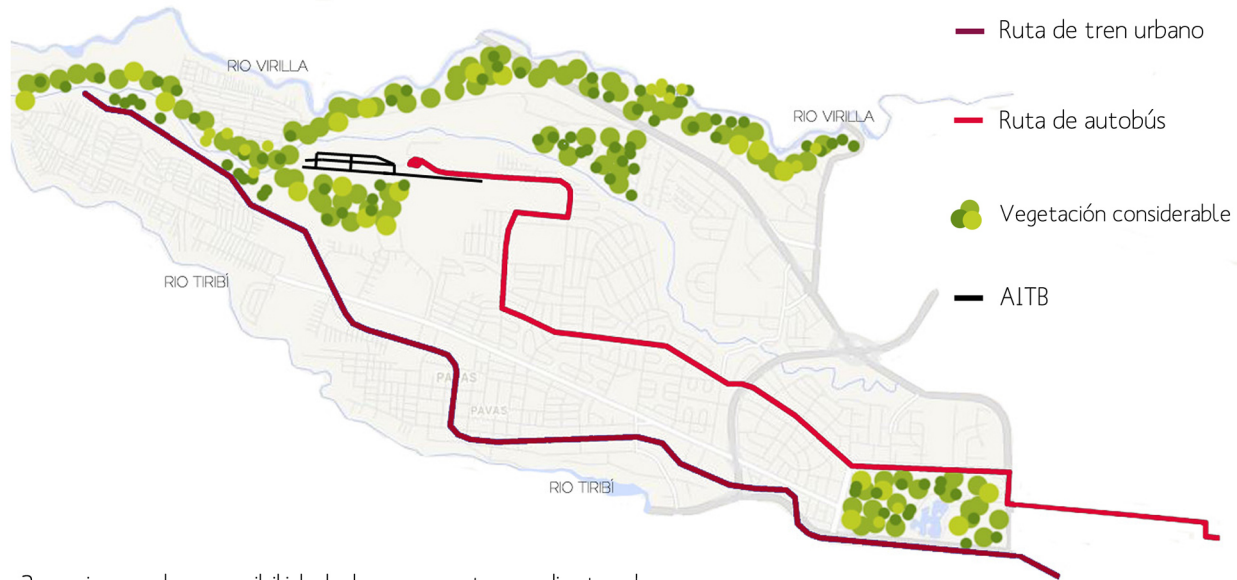 Ruta de tren urbano
RIO VIRILLA
RIO VIRILLA
Ruta de autobús
Vegetación considerable
RIO TIRIBÍ
AITB
PAVAS
PAVAS
RIO TIRIBÍ